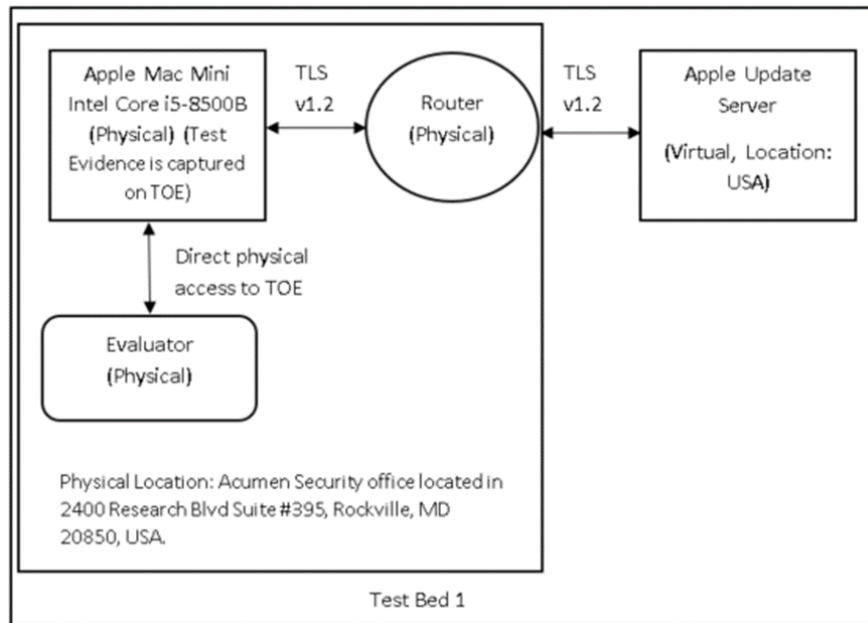 Apple Mac Mini
Intel Core i5-8500B
(Physical) (Test
Evidence is captured
on TOE)
TLS
v1.2
Router
(Physical)
TLS
v1.2
Apple Update
Server
(Virtual, Location:
USA)
Direct physical
access to TOE
Evaluator
(Physical)
Physical Location: Acumen Security office located in
2400 Research Blvd Suite #395, Rockville, MD
20850, USA.
Test Bed 1